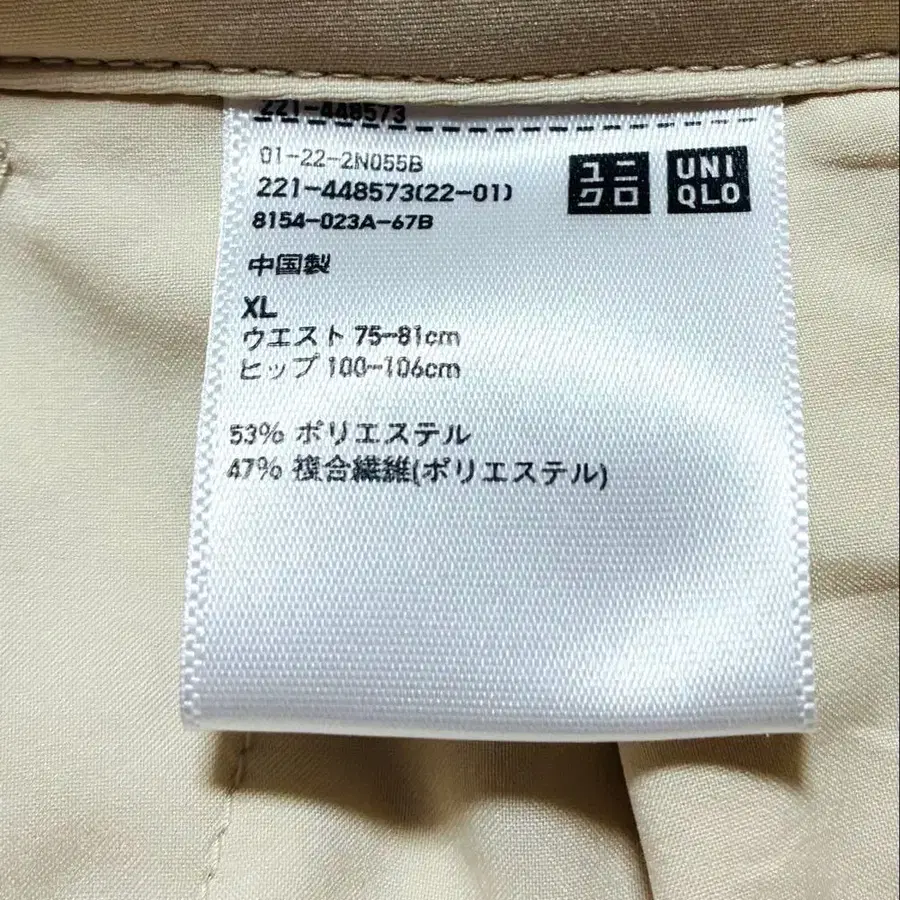 221-448573
01-22-2N055B
221-448573(22-01)
8154-023A-67B
ユニ
クロ
UNI
QLO
中国製
XL
ウエスト 75-81cm
ヒップ 100-106cm
53% ポリエステル
47% 複合繊維(ポリエステル)